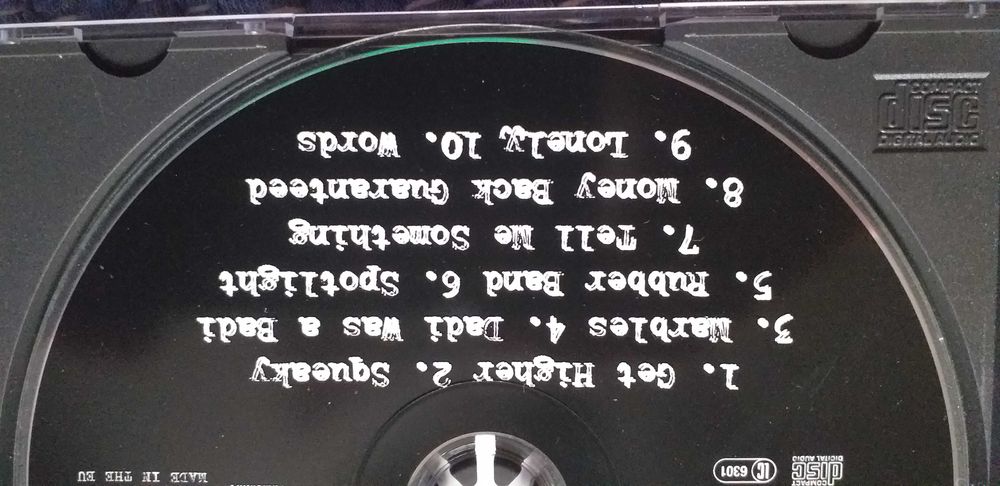 COMPACT
disc
DIGITAL AUDIO
MADE IN THE EU
LC 6301
COMPACT
disc
DIGITAL AUDIO
1. Get Higher 2. Squeaky
3. Marbles 4. Dadi Was a Badi
5. Rubber Band 6. Spotlight
7. Tell Me Something
8. Money Back Guaranteed
9. Lonely 10. Words